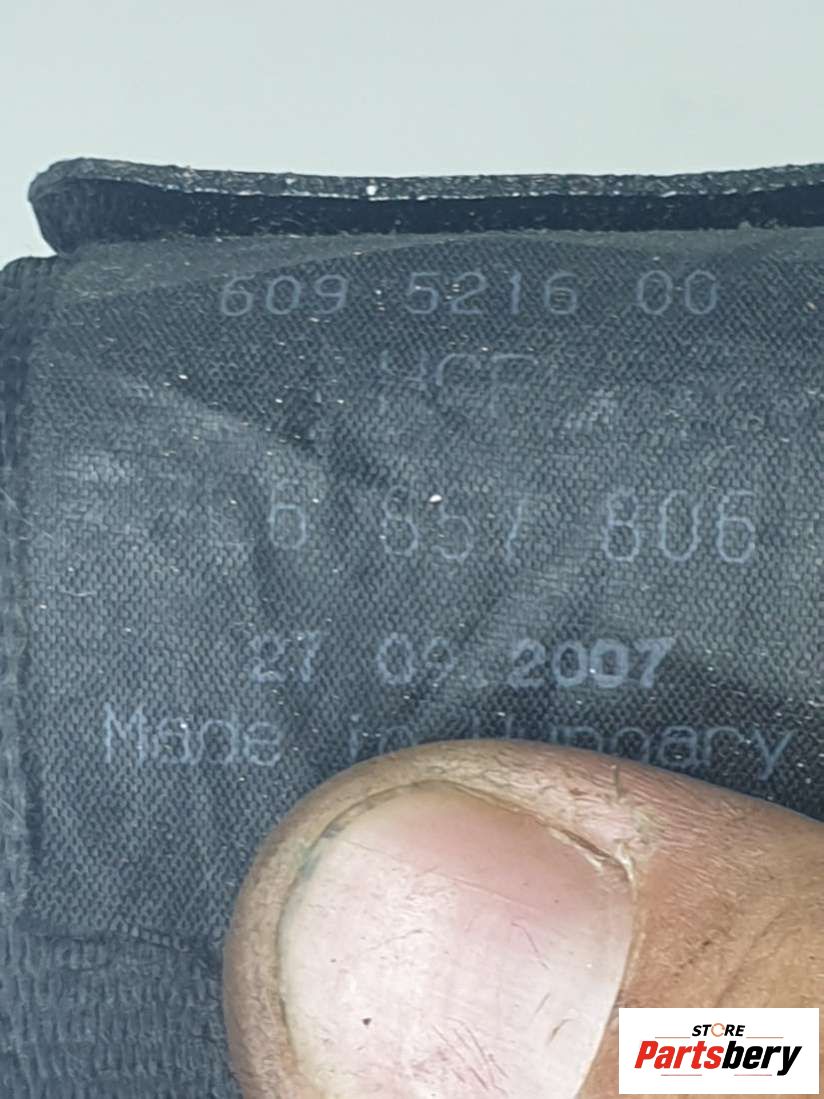 609 5216 00
6 857 806
27 09.2007
Made in Hungary
STORE
Partsbery